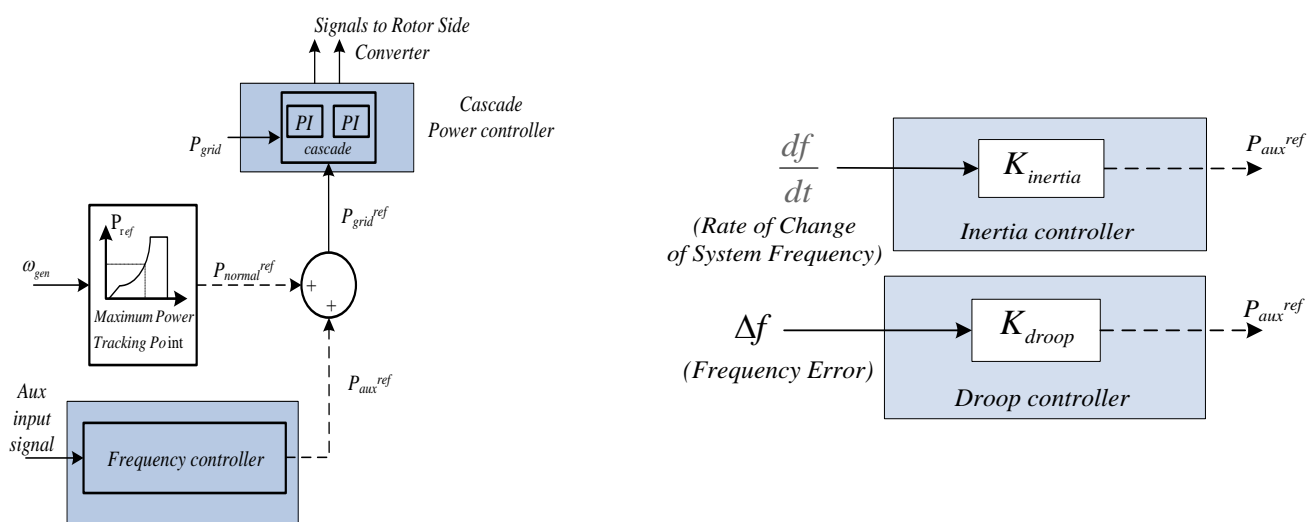 Signals to Rotor Side
Converter
PI
PI
cascade
Cascade
Power controller
P_grid
P_grid^ref
P_ref
ω_gen
Maximum Power
Tracking Point
P_normal^ref
+
+
P_aux^ref
Aux
input
signal
Frequency controller
df
dt
(Rate of Change
of System Frequency)
K_inertia
P_aux^ref
Inertia controller
Δf
(Frequency Error)
K_droop
P_aux^ref
Droop controller